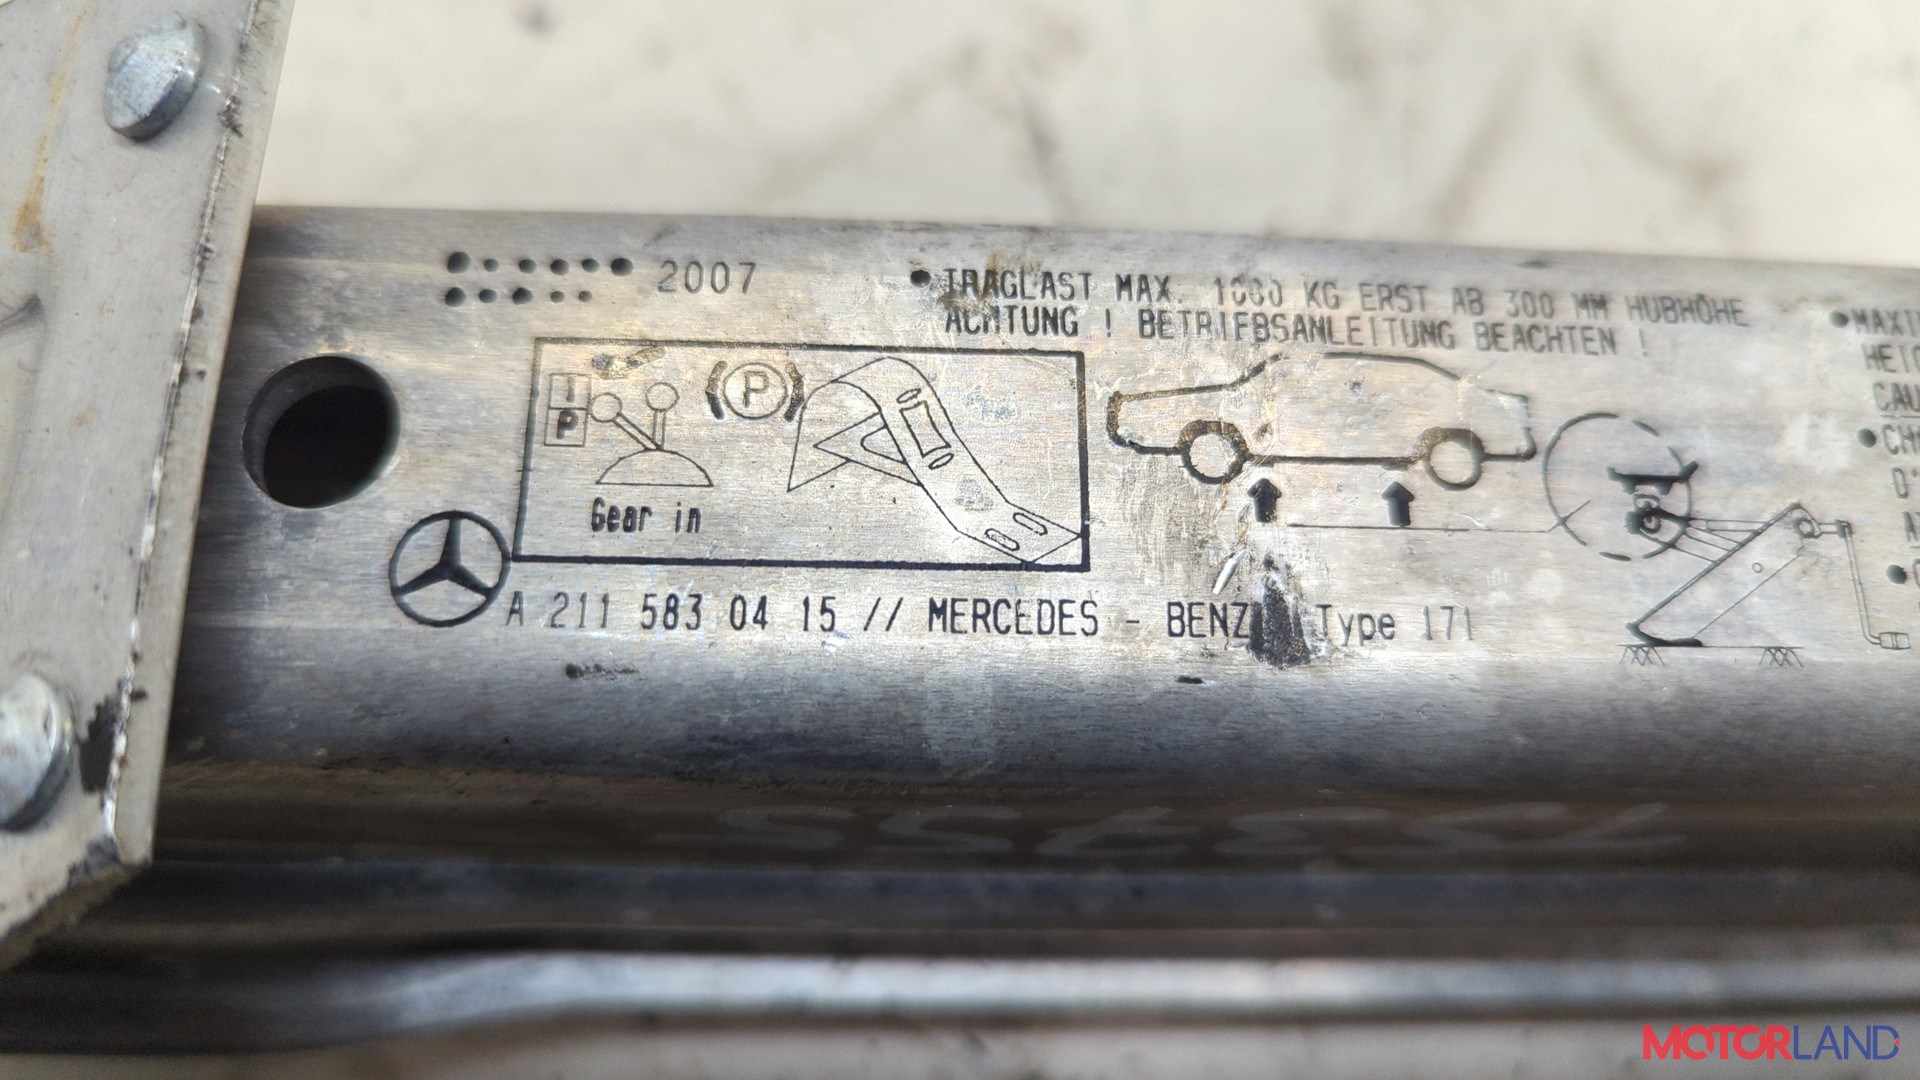 2007
TRAGLAST MAX. 1000 KG ERST AB 300 MM HUBHÖHE
ACHTUNG ! BETRIEBSANLEITUNG BEACHTEN !
I
P
P
Gear in
A 211 583 04 15 // MERCEDES - BENZ Type 171
MOTORLAND